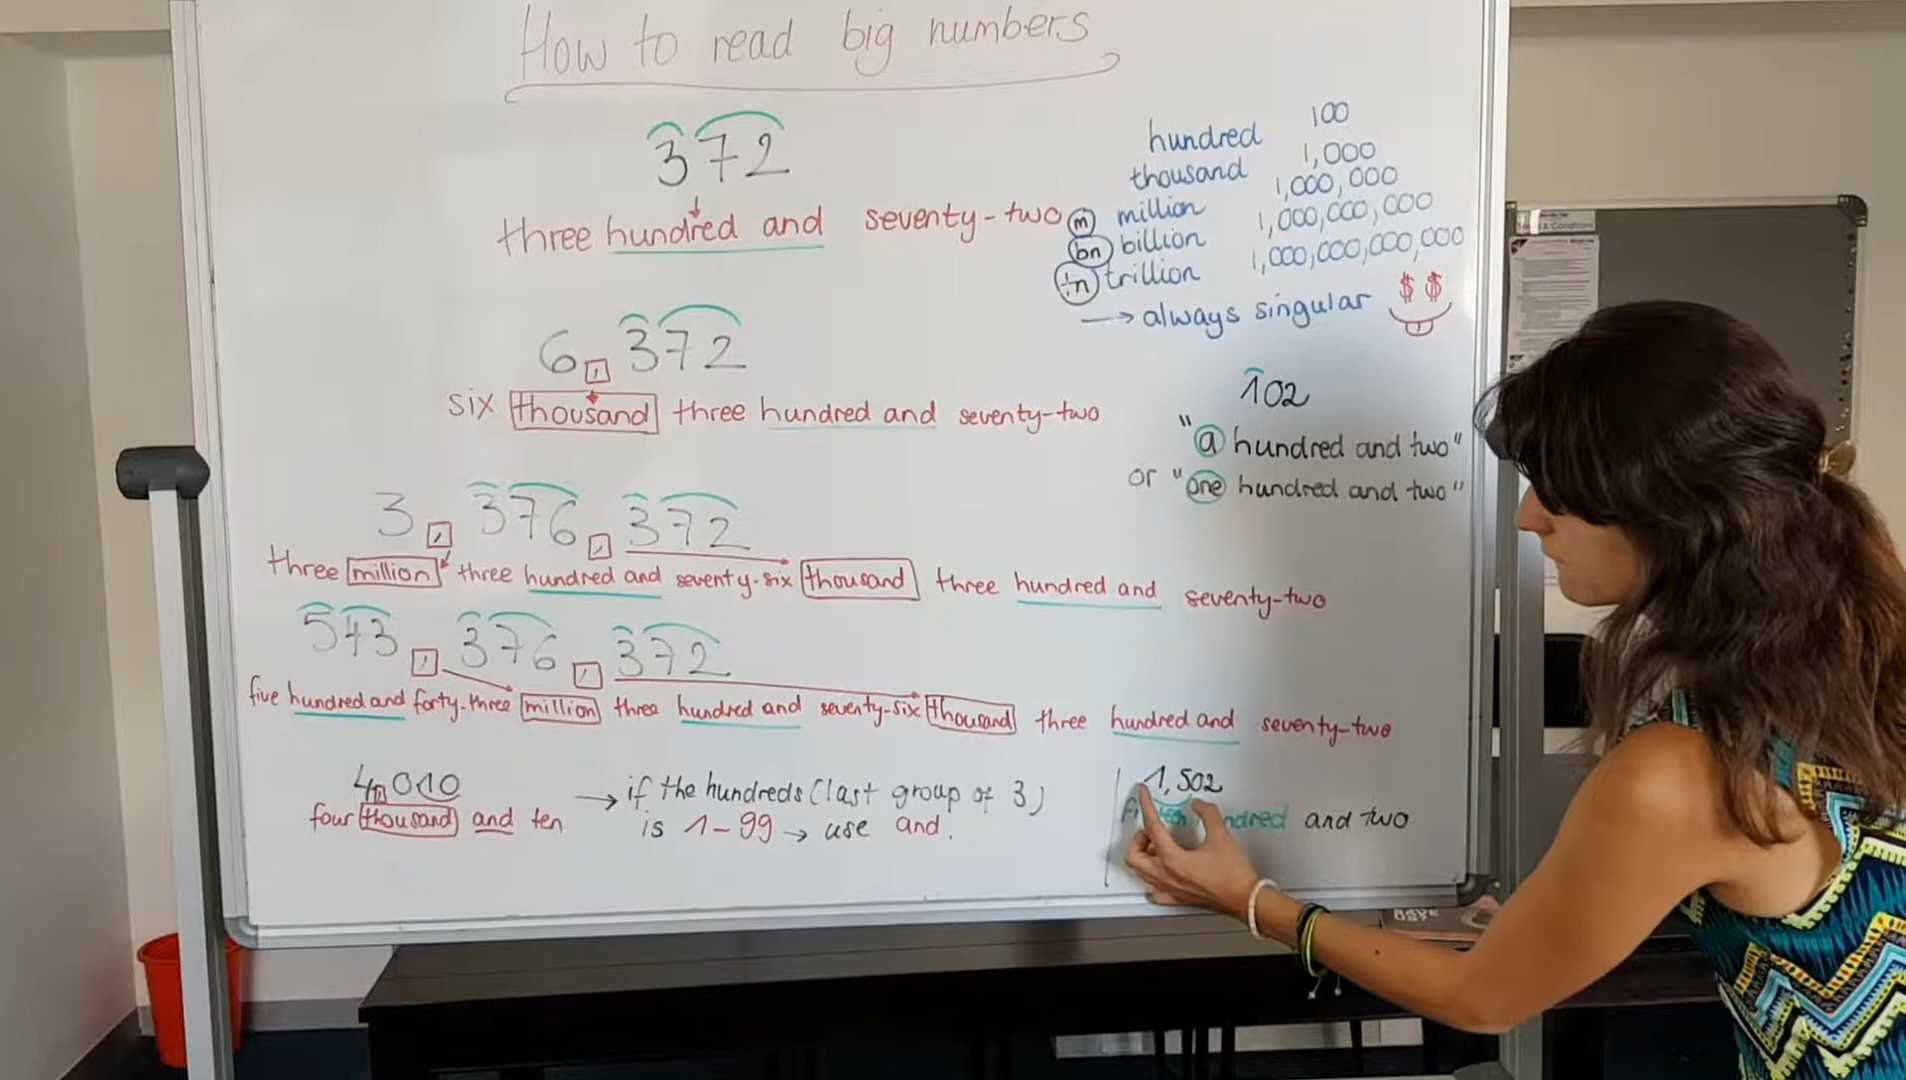 How to read big numbers
372
three hundred and seventy-two
6,372
six thousand three hundred and seventy-two
3,376,372
three million three hundred and seventy-six thousand three hundred and seventy-two
543,376,372
five hundred and forty-three million three hundred and seventy-six thousand three hundred and seventy-two
4,010
four thousand and ten
→ if the hundreds (last group of 3)
is 1-99 → use and.
hundred 100
thousand 1,000
m million 1,000,000
bn billion 1,000,000,000
trillion 1,000,000,000,000
→ always singular $ $
102
"a hundred and two"
or "one hundred and two"
1,502
and two